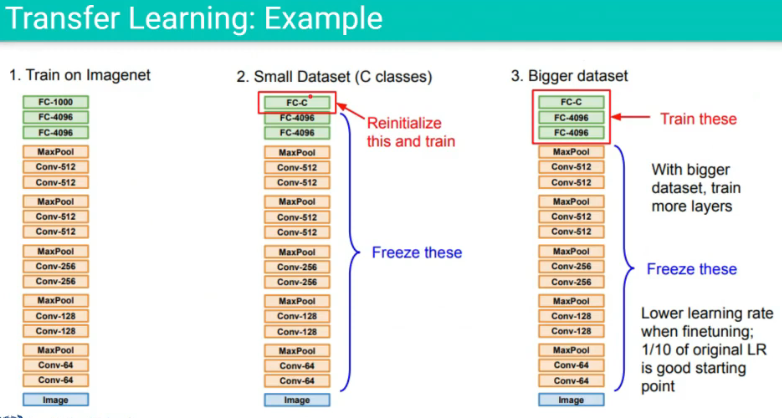 Transfer Learning: Example
1. Train on Imagenet
FC-1000
FC-4096
FC-4096
MaxPool
Conv-512
Conv-512
MaxPool
Conv-512
Conv-512
MaxPool
Conv-256
Conv-256
MaxPool
Conv-128
Conv-128
MaxPool
Conv-64
Conv-64
Image
2. Small Dataset (C classes)
FC-C
FC-4096
FC-4096
MaxPool
Conv-512
Conv-512
MaxPool
Conv-512
Conv-512
MaxPool
Conv-256
Conv-256
MaxPool
Conv-128
Conv-128
MaxPool
Conv-64
Conv-64
Image
Reinitialize
this and train
Freeze these
3. Bigger dataset
FC-C
FC-4096
FC-4096
MaxPool
Conv-512
Conv-512
MaxPool
Conv-512
Conv-512
MaxPool
Conv-256
Conv-256
MaxPool
Conv-128
Conv-128
MaxPool
Conv-64
Conv-64
Image
Train these
With bigger
dataset, train
more layers
Freeze these
Lower learning rate
when finetuning;
1/10 of original LR
is good starting
point